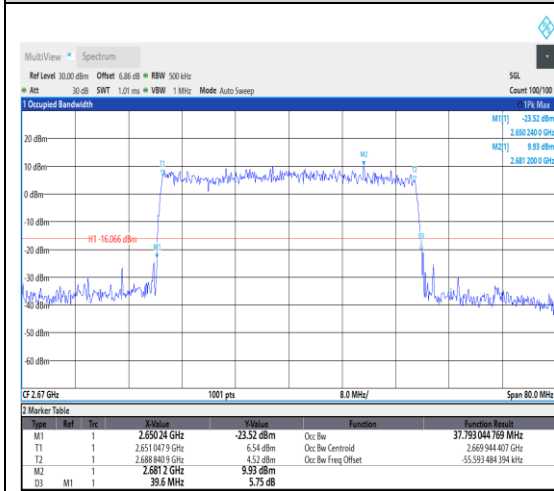 MultiView Spectrum
Ref Level 30.00 dBm Offset 6.86 dB RBW 500 kHz SGL
Att 30 dB SWT 1.01 ms VBW 1 MHz Mode Auto Sweep Count 100/100
1 Occupied Bandwidth 1Pk Max
M1[1] -23.52 dBm
2.650 240 0 GHz
M2[1] 9.93 dBm
2.681 200 0 GHz
20 dBm
10 dBm
0 dBm
-10 dBm
-20 dBm
-30 dBm
-40 dBm
-50 dBm
-60 dBm
H1 -16.066 dBm
T1
M2
T2
M1
D3
CF 2.67 GHz 1001 pts 8.0 MHz/ Span 80.0 MHz
2 Marker Table
Type Ref Trc X-Value Y-Value Function Function Result
M1 1 2.650 24 GHz -23.52 dBm Occ Bw 37.793 044 769 MHz
T1 1 2.651 047 9 GHz 6.54 dBm Occ Bw Centroid 2.669 944 407 GHz
T2 1 2.688 840 9 GHz 4.52 dBm Occ Bw Freq Offset -55.593 484 394 kHz
M2 1 2.681 2 GHz 9.93 dBm
D3 M1 1 39.6 MHz 5.75 dB